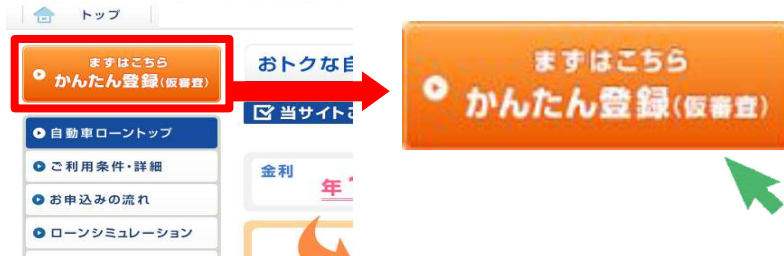 トップ
まずはこちら
かんたん登録(仮審査)
おトクな自
当サイトこ
自動車ローントップ
ご利用条件・詳細
お申込みの流れ
ローンシミュレーション
金利
年
まずはこちら
かんたん登録(仮審査)